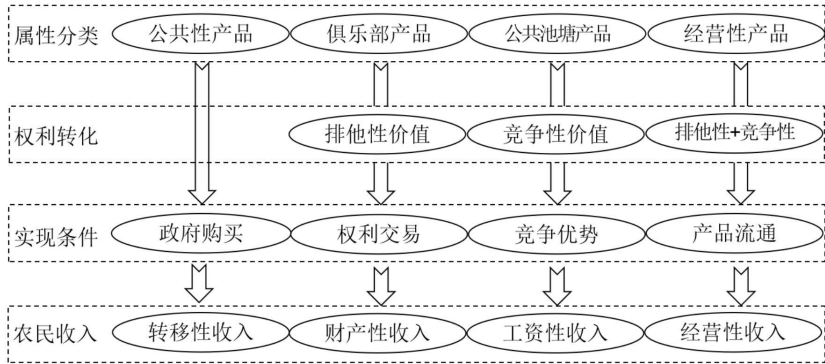 属性分类 公共性产品 俱乐部产品 公共池塘产品 经营性产品
权利转化 排他性价值 竞争性价值 排他性+竞争性
实现条件 政府购买 权利交易 竞争优势 产品流通
农民收入 转移性收入 财产性收入 工资性收入 经营性收入